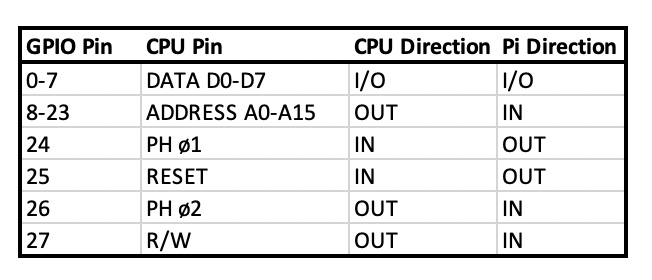 GPIO Pin CPU Pin CPU Direction Pi Direction
0-7 DATA D0-D7 I/O I/O
8-23 ADDRESS A0-A15 OUT IN
24 PH ø1 IN OUT
25 RESET IN OUT
26 PH ø2 OUT IN
27 R/W OUT IN